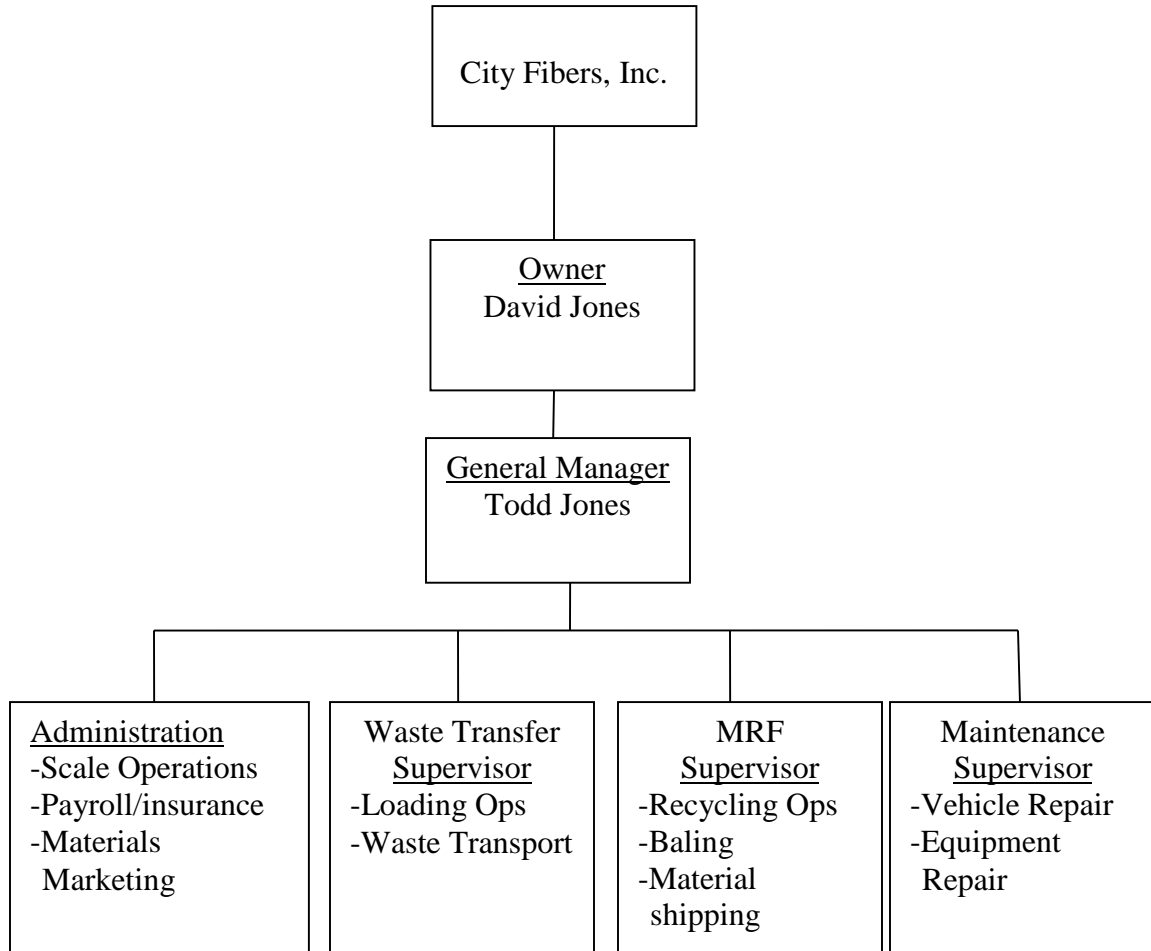 City Fibers, Inc.
Owner
David Jones
General Manager
Todd Jones
Administration
-Scale Operations
-Payroll/insurance
-Materials
Marketing
Waste Transfer
Supervisor
-Loading Ops
-Waste Transport
MRF
Supervisor
-Recycling Ops
-Baling
-Material
shipping
Maintenance
Supervisor
-Vehicle Repair
-Equipment
Repair